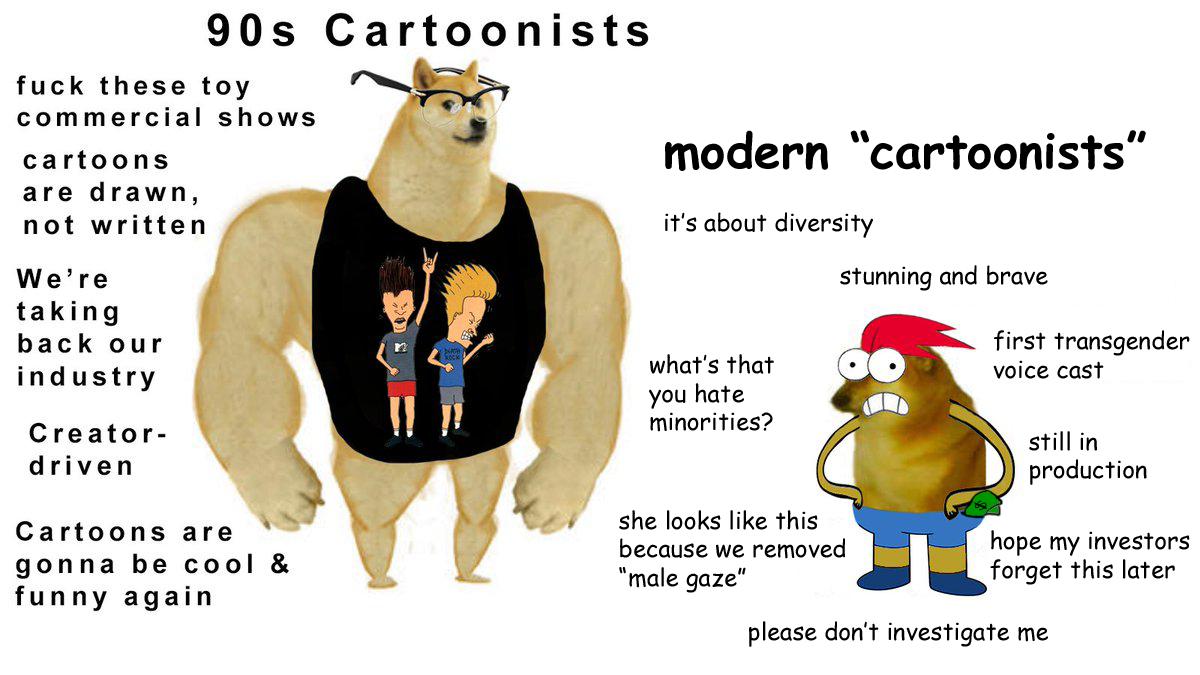 90s Cartoonists
fuck these toy
commercial shows
cartoons
are drawn,
not written
We're
taking
back our
industry
Creator-
driven
Cartoons are
gonna be cool &
funny again
MTV
DEATH
ROCK
modern “cartoonists”
it's about diversity
stunning and brave
first transgender
voice cast
what's that
you hate
minorities?
still in
production
she looks like this
because we removed
“male gaze”
$
hope my investors
forget this later
please don't investigate me